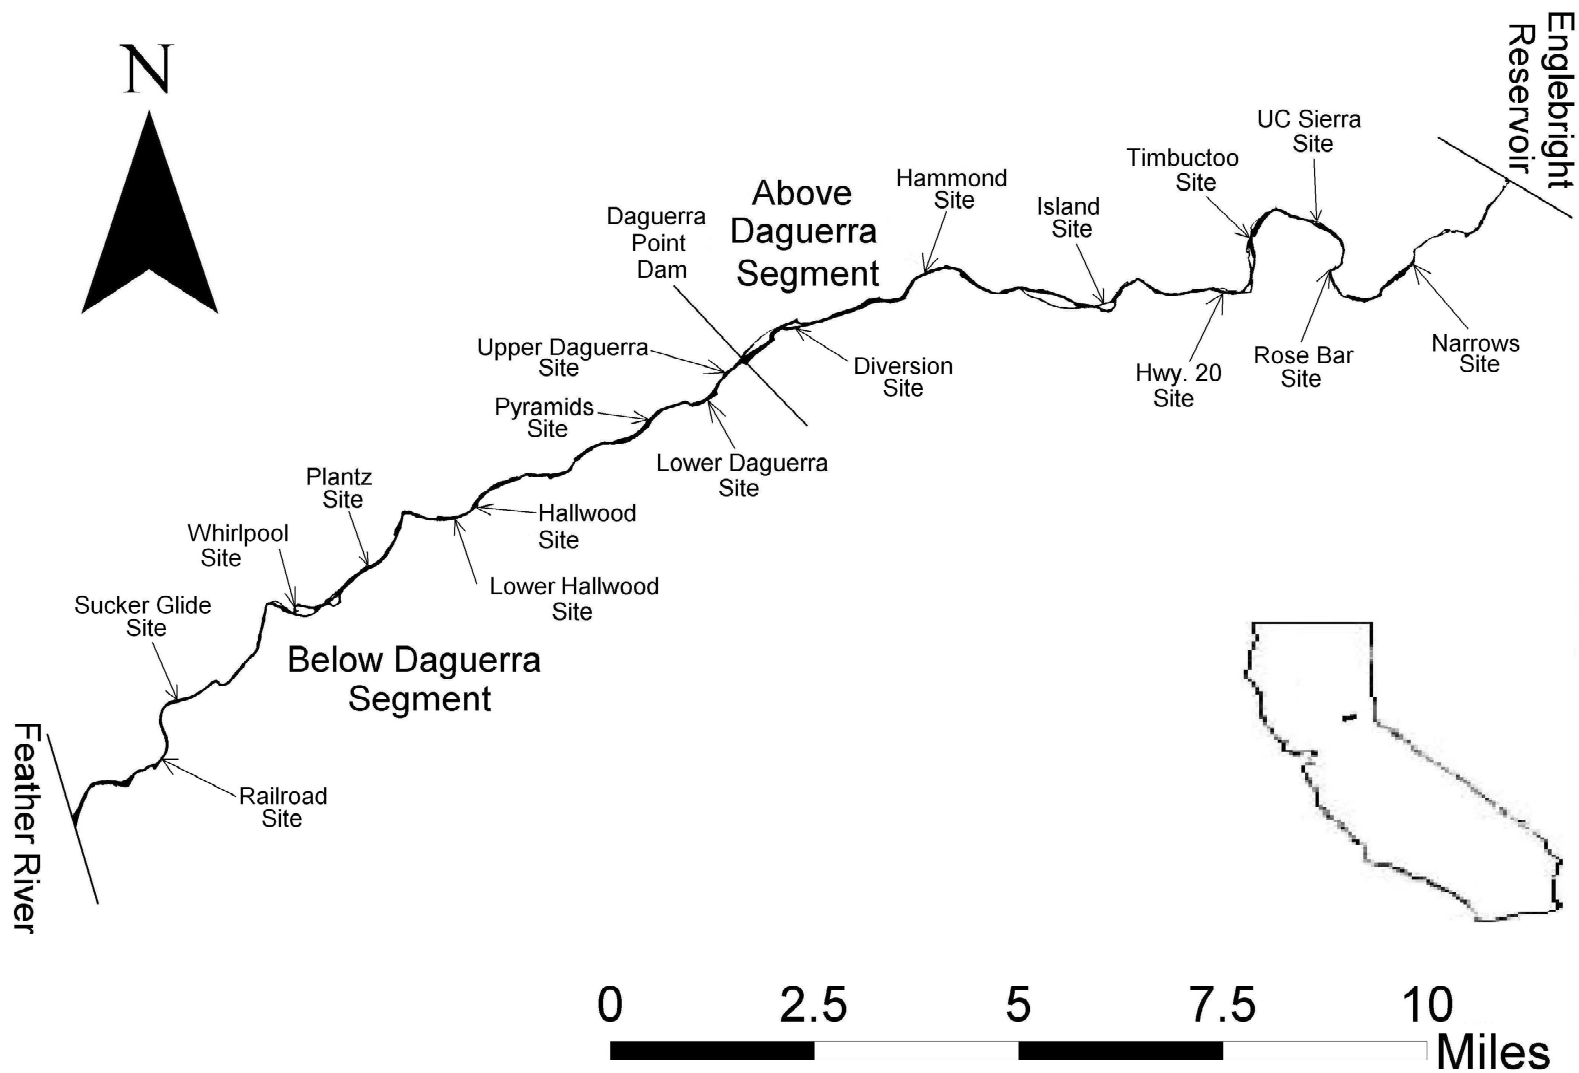 N
Englebright
Reservoir
UC Sierra
Site
Timbuctoo
Site
Hammond
Site
Island
Site
Above
Daguerra
Segment
Daguerra
Point
Dam
Upper Daguerra
Site
Diversion
Site
Hwy. 20
Site
Rose Bar
Site
Narrows
Site
Pyramids
Site
Lower Daguerra
Site
Plantz
Site
Hallwood
Site
Whirlpool
Site
Lower Hallwood
Site
Sucker Glide
Site
Below Daguerra
Segment
Feather River
Railroad
Site
0 2.5 5 7.5 10
Miles